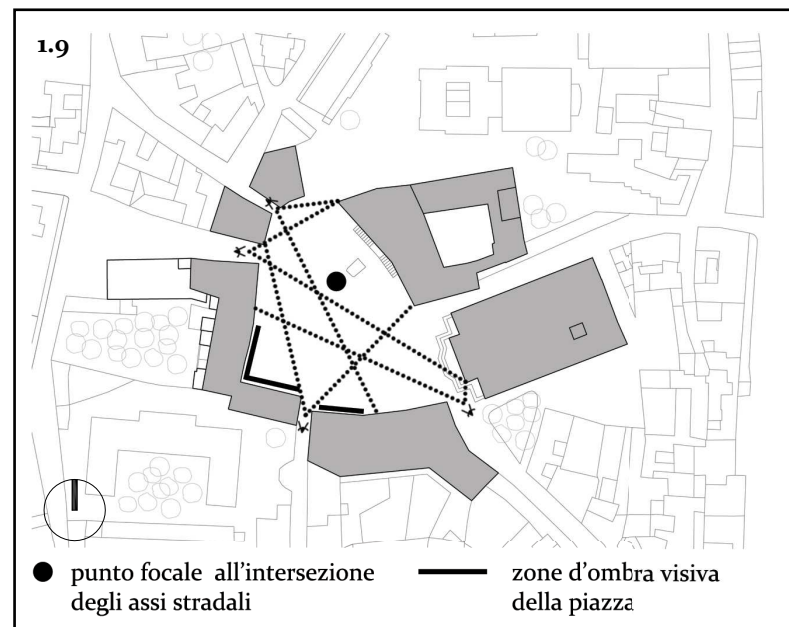 1.9
punto focale all'intersezione
degli assi stradali
zone d'ombra visiva
della piazza